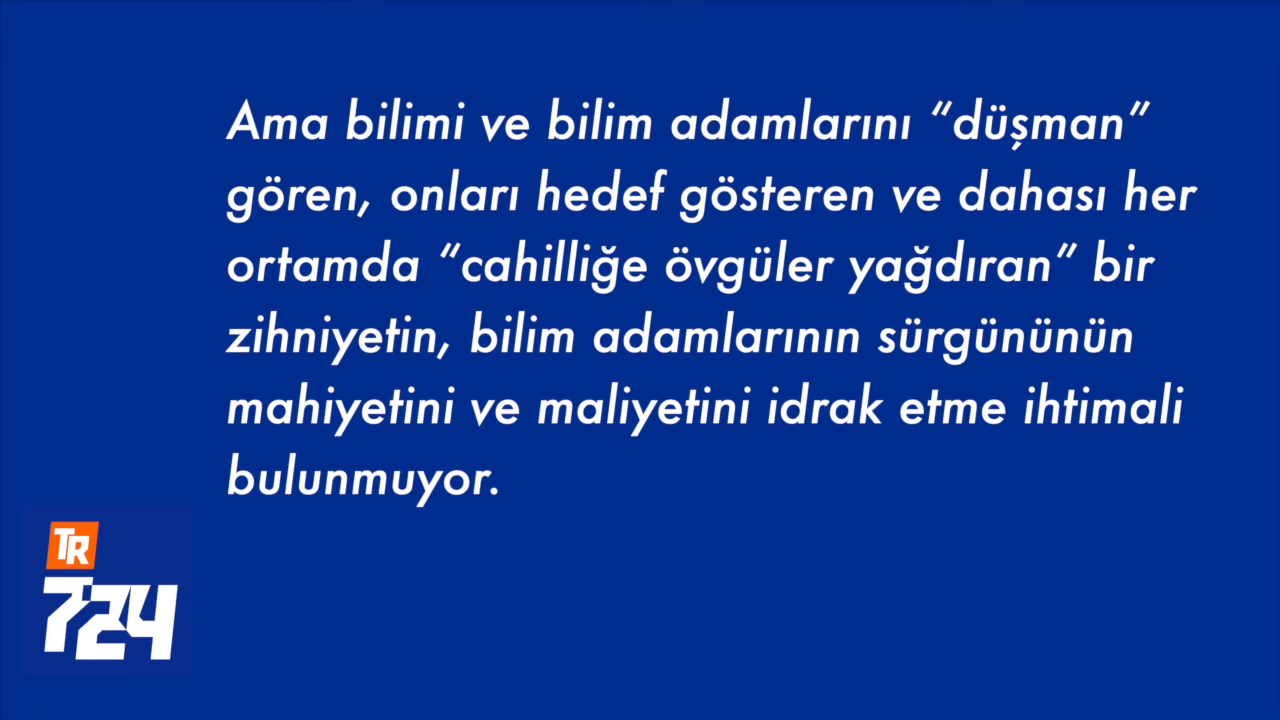 Ama bilimi ve bilim adamlarını “düşman”
gören, onları hedef gösteren ve dahası her
ortamda “cahilliğe övgüler yağdıran” bir
zihniyetin, bilim adamlarının sürgününün
mahiyetini ve maliyetini idrak etme ihtimali
bulunmuyor.
TR
724